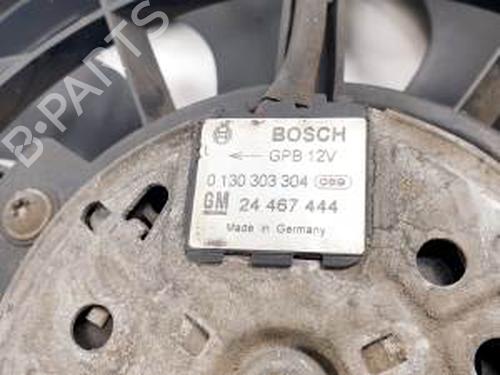 BOSCH
GPB 12V
0 130 303 304
GM 24 467 444
Made in Germany
B-PARTS